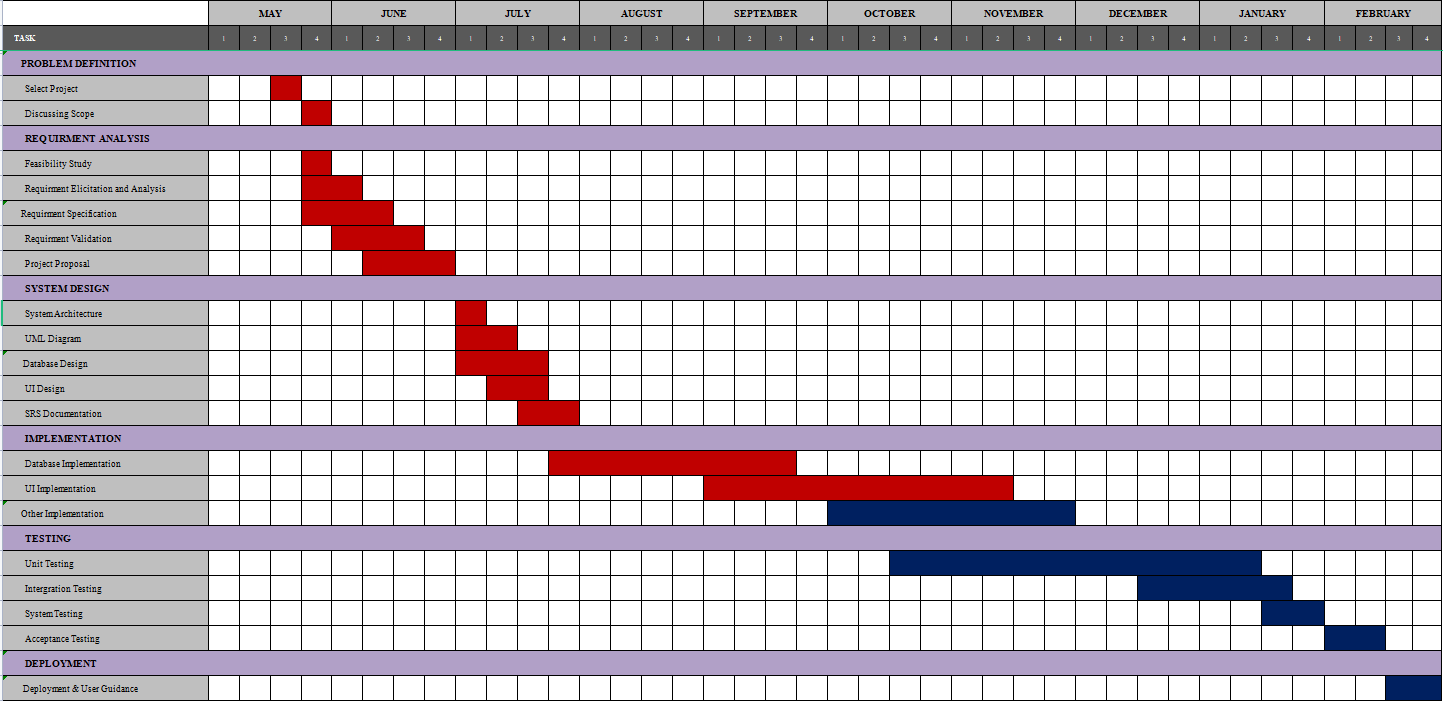 MAY JUNE JULY AUGUST SEPTEMBER OCTOBER NOVEMBER DECEMBER JANUARY FEBRUARY
TASK 1 2 3 4 1 2 3 4 1 2 3 4 1 2 3 4 1 2 3 4 1 2 3 4 1 2 3 4 1 2 3 4 1 2 3 4 1 2 3 4
PROBLEM DEFINITION
Select Project
Discussing Scope
REQUIRMENT ANALYSIS
Feasibility Study
Requirment Elicitation and Analysis
Requirment Specification
Requirment Validation
Project Proposal
SYSTEM DESIGN
System Architecture
UML Diagram
Database Design
UI Design
SRS Documentation
IMPLEMENTATION
Database Implementation
UI Implementation
Other Implementation
TESTING
Unit Testing
Intergration Testing
System Testing
Acceptance Testing
DEPLOYMENT
Deployment & User Guidance